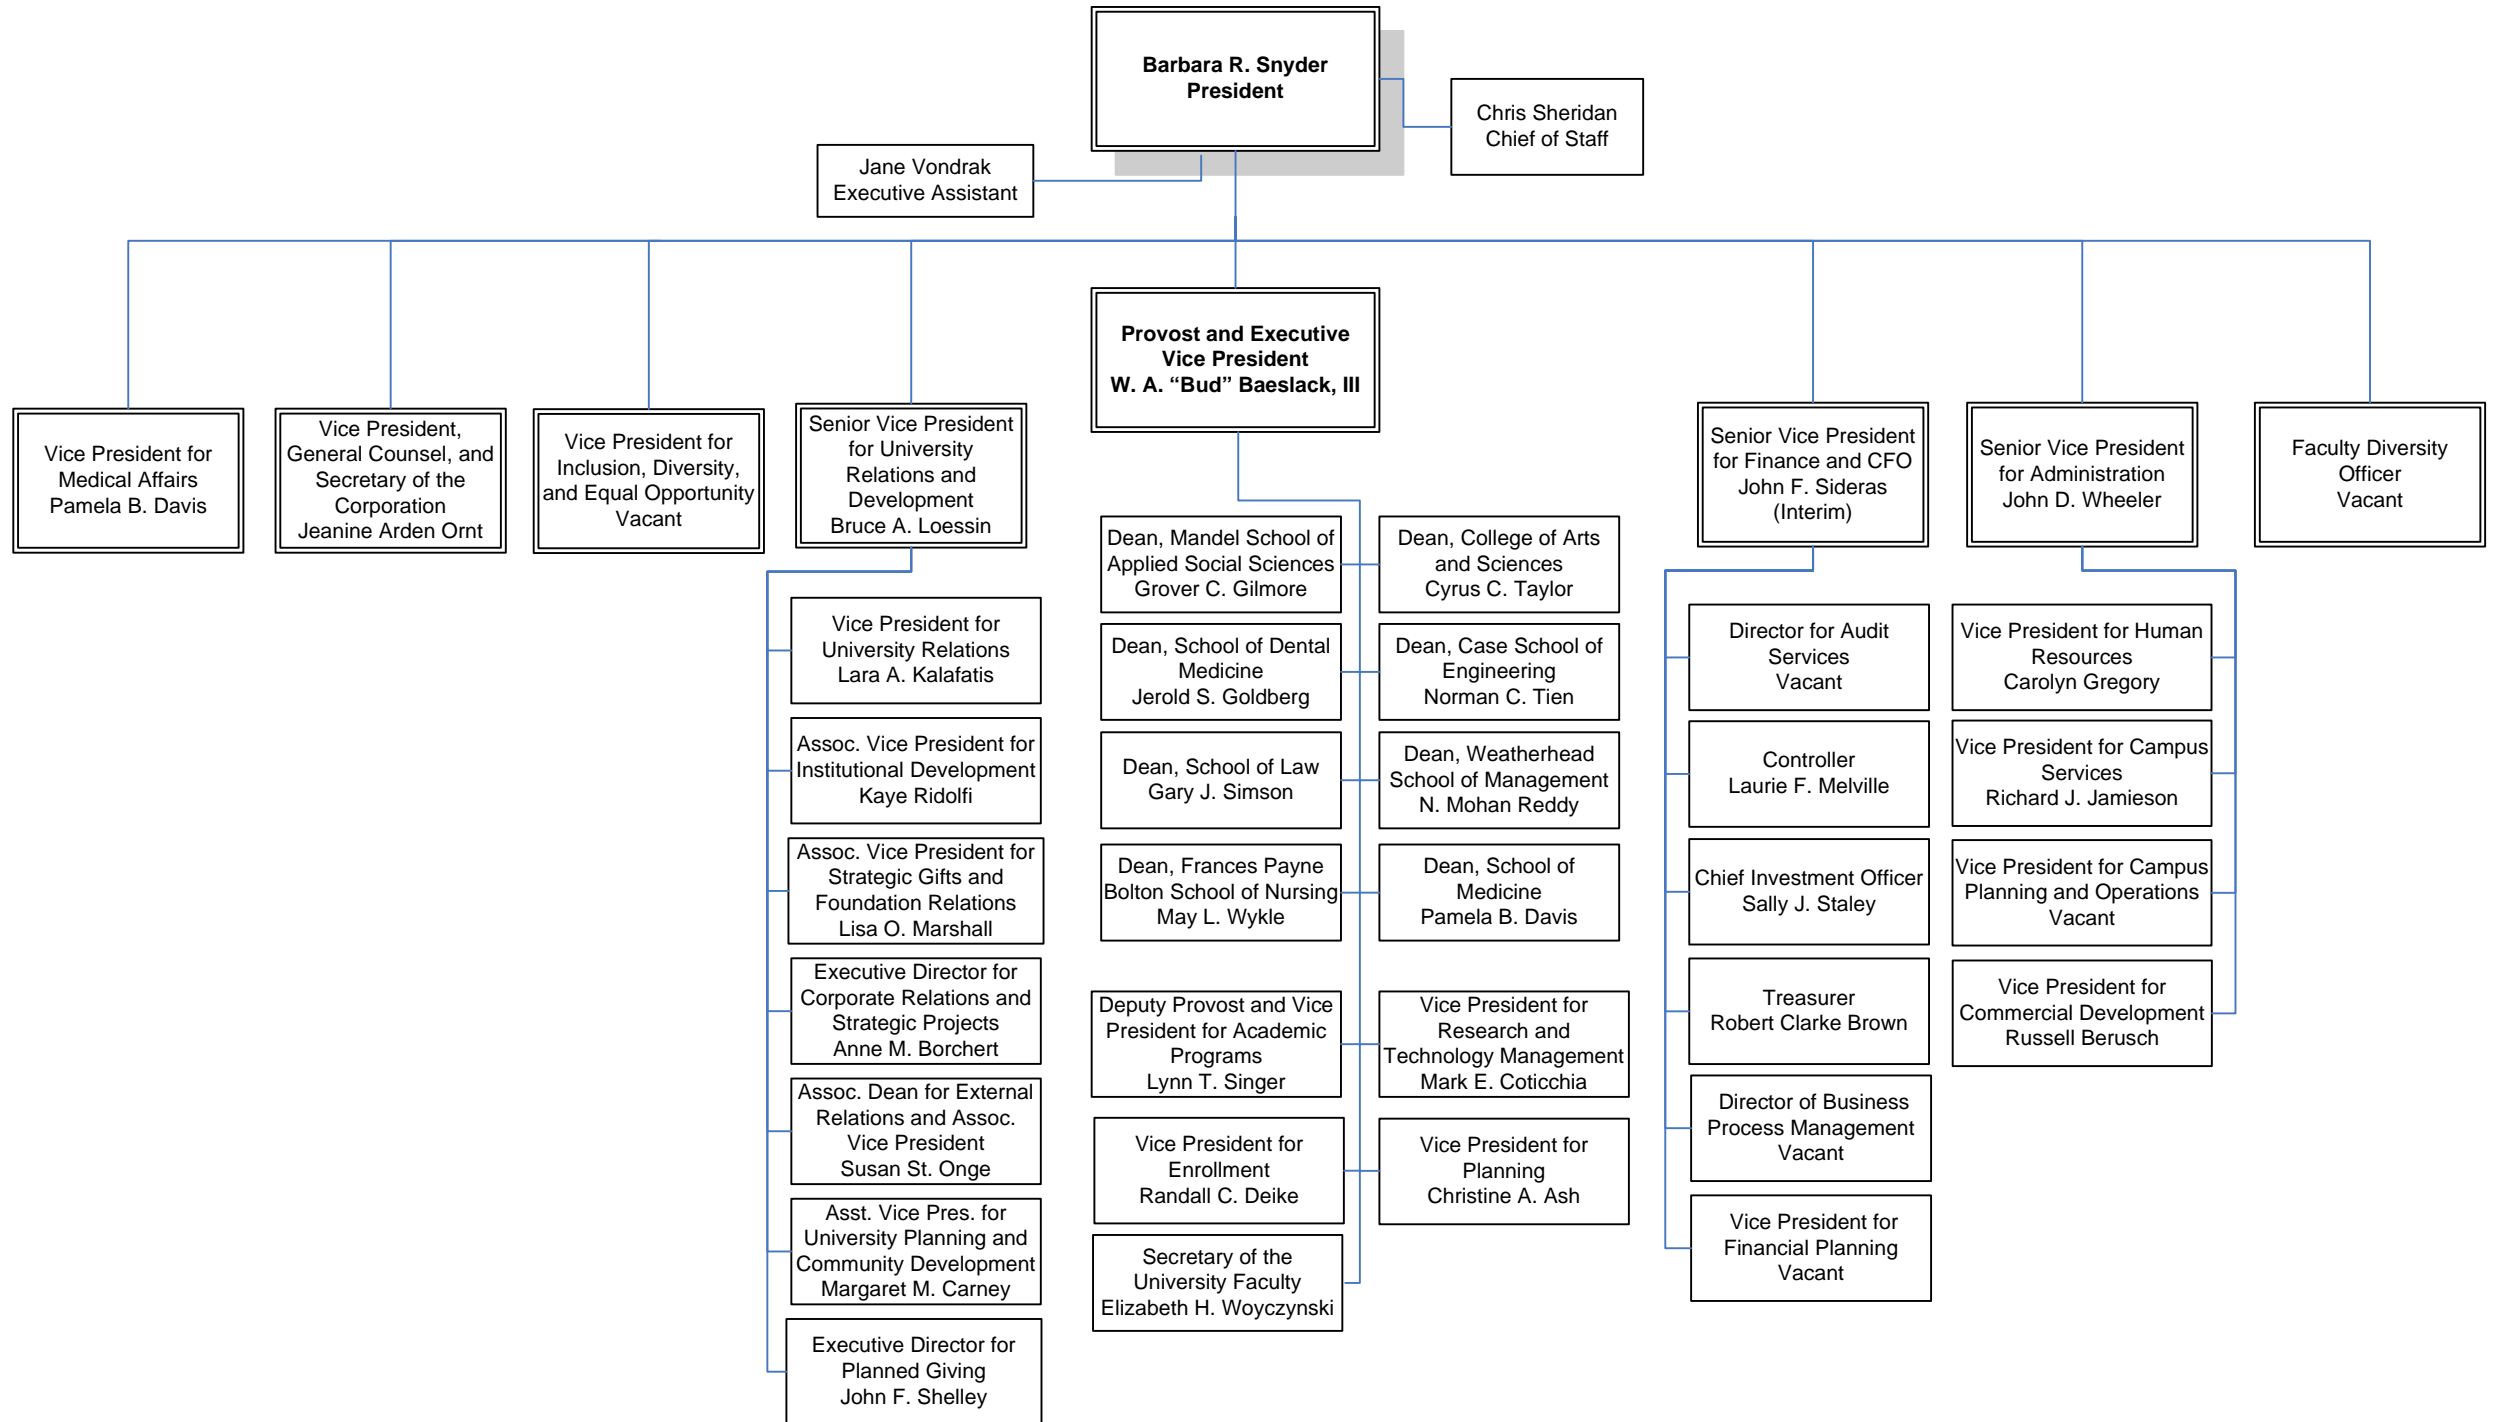 Barbara R. Snyder
President
Chris Sheridan
Chief of Staff
Jane Vondrak
Executive Assistant
Provost and Executive
Vice President
W. A. “Bud” Baeslack, III
Vice President for
Medical Affairs
Pamela B. Davis
Vice President,
General Counsel, and
Secretary of the
Corporation
Jeanine Arden Ornt
Vice President for
Inclusion, Diversity,
and Equal Opportunity
Vacant
Senior Vice President
for University
Relations and
Development
Bruce A. Loessin
Senior Vice President
for Finance and CFO
John F. Sideras
(Interim)
Senior Vice President
for Administration
John D. Wheeler
Faculty Diversity
Officer
Vacant
Vice President for
University Relations
Lara A. Kalafatis
Assoc. Vice President for
Institutional Development
Kaye Ridolfi
Assoc. Vice President for
Strategic Gifts and
Foundation Relations
Lisa O. Marshall
Executive Director for
Corporate Relations and
Strategic Projects
Anne M. Borchert
Assoc. Dean for External
Relations and Assoc.
Vice President
Susan St. Onge
Asst. Vice Pres. for
University Planning and
Community Development
Margaret M. Carney
Executive Director for
Planned Giving
John F. Shelley
Dean, Mandel School of
Applied Social Sciences
Grover C. Gilmore
Dean, College of Arts
and Sciences
Cyrus C. Taylor
Dean, School of Dental
Medicine
Jerold S. Goldberg
Dean, Case School of
Engineering
Norman C. Tien
Dean, School of Law
Gary J. Simson
Dean, Weatherhead
School of Management
N. Mohan Reddy
Dean, Frances Payne
Bolton School of Nursing
May L. Wykle
Dean, School of
Medicine
Pamela B. Davis
Deputy Provost and Vice
President for Academic
Programs
Lynn T. Singer
Vice President for
Research and
Technology Management
Mark E. Coticchia
Vice President for
Enrollment
Randall C. Deike
Vice President for
Planning
Christine A. Ash
Secretary of the
University Faculty
Elizabeth H. Woyczynski
Director for Audit
Services
Vacant
Controller
Laurie F. Melville
Chief Investment Officer
Sally J. Staley
Treasurer
Robert Clarke Brown
Director of Business
Process Management
Vacant
Vice President for
Financial Planning
Vacant
Vice President for Human
Resources
Carolyn Gregory
Vice President for Campus
Services
Richard J. Jamieson
Vice President for Campus
Planning and Operations
Vacant
Vice President for
Commercial Development
Russell Berusch